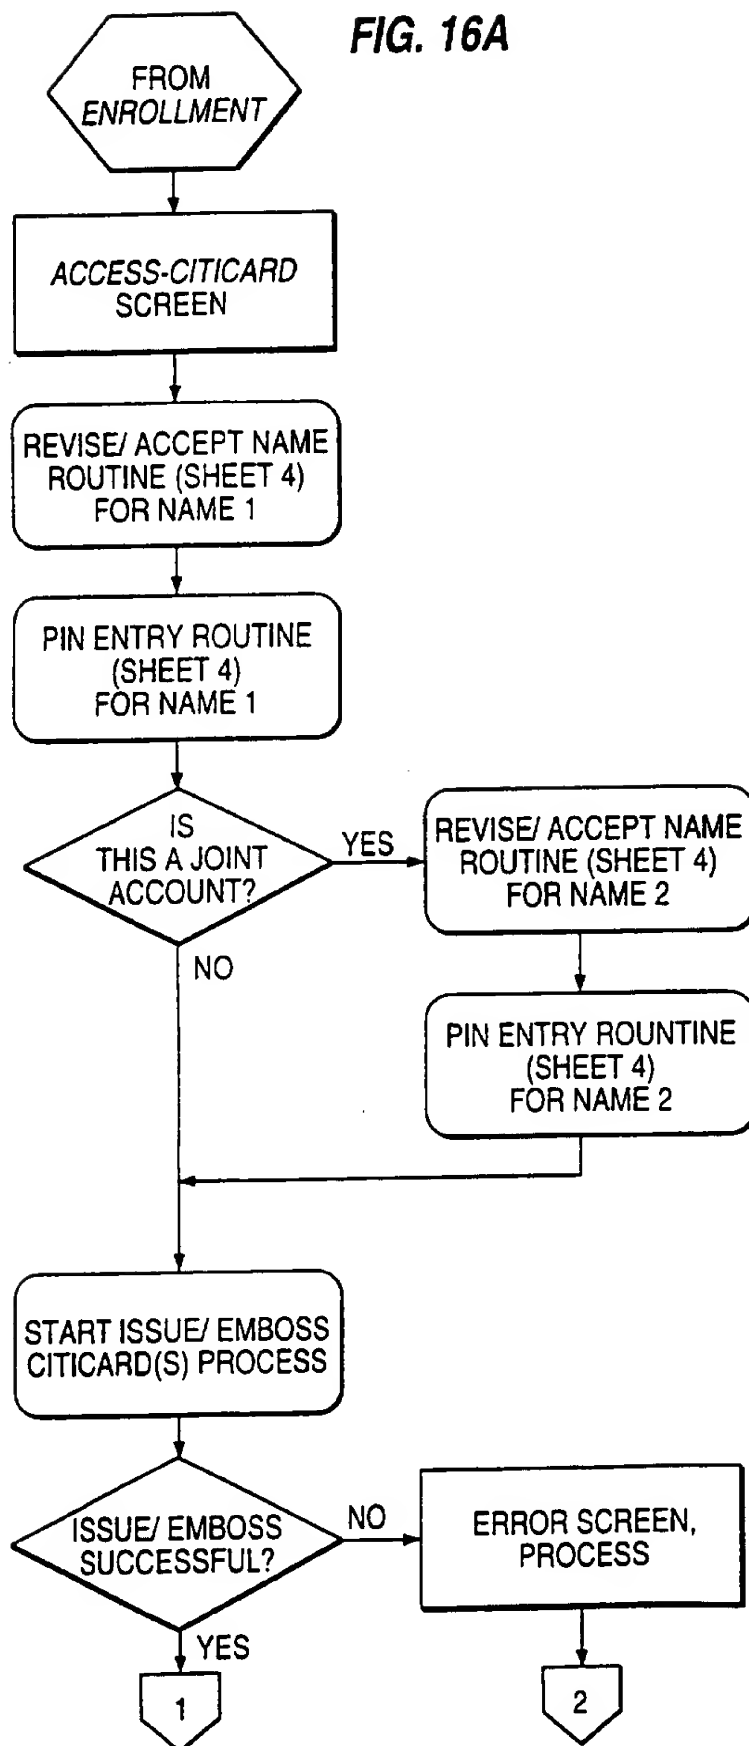 FIG. 16A
FROM
ENROLLMENT
ACCESS-CITICARD
SCREEN
REVISE/ ACCEPT NAME
ROUTINE (SHEET 4)
FOR NAME 1
PIN ENTRY ROUTINE
(SHEET 4)
FOR NAME 1
IS
THIS A JOINT
ACCOUNT?
YES
REVISE/ ACCEPT NAME
ROUTINE (SHEET 4)
FOR NAME 2
NO
PIN ENTRY ROUNTINE
(SHEET 4)
FOR NAME 2
START ISSUE/ EMBOSS
CITICARD(S) PROCESS
ISSUE/ EMBOSS
SUCCESSFUL?
NO
ERROR SCREEN,
PROCESS
YES
1
2